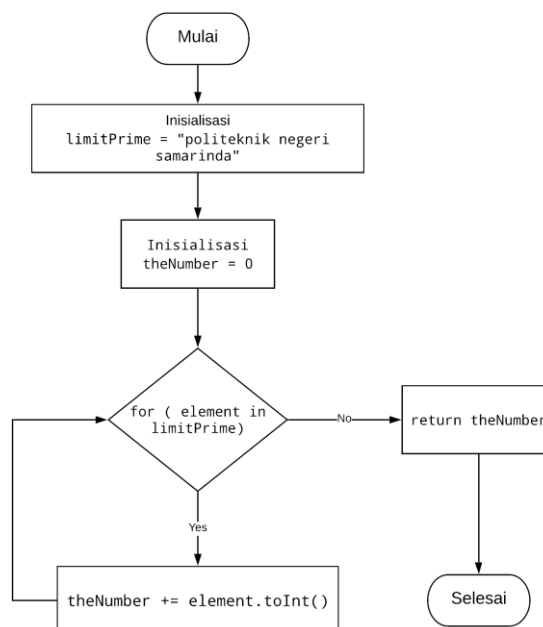 Mulai
Inisialisasi
limitPrime = "politeknik negeri
samarinda"
Inisialisasi
theNumber = 0
for ( element in
limitPrime)
No
return theNumber
Yes
theNumber += element.toInt()
Selesai